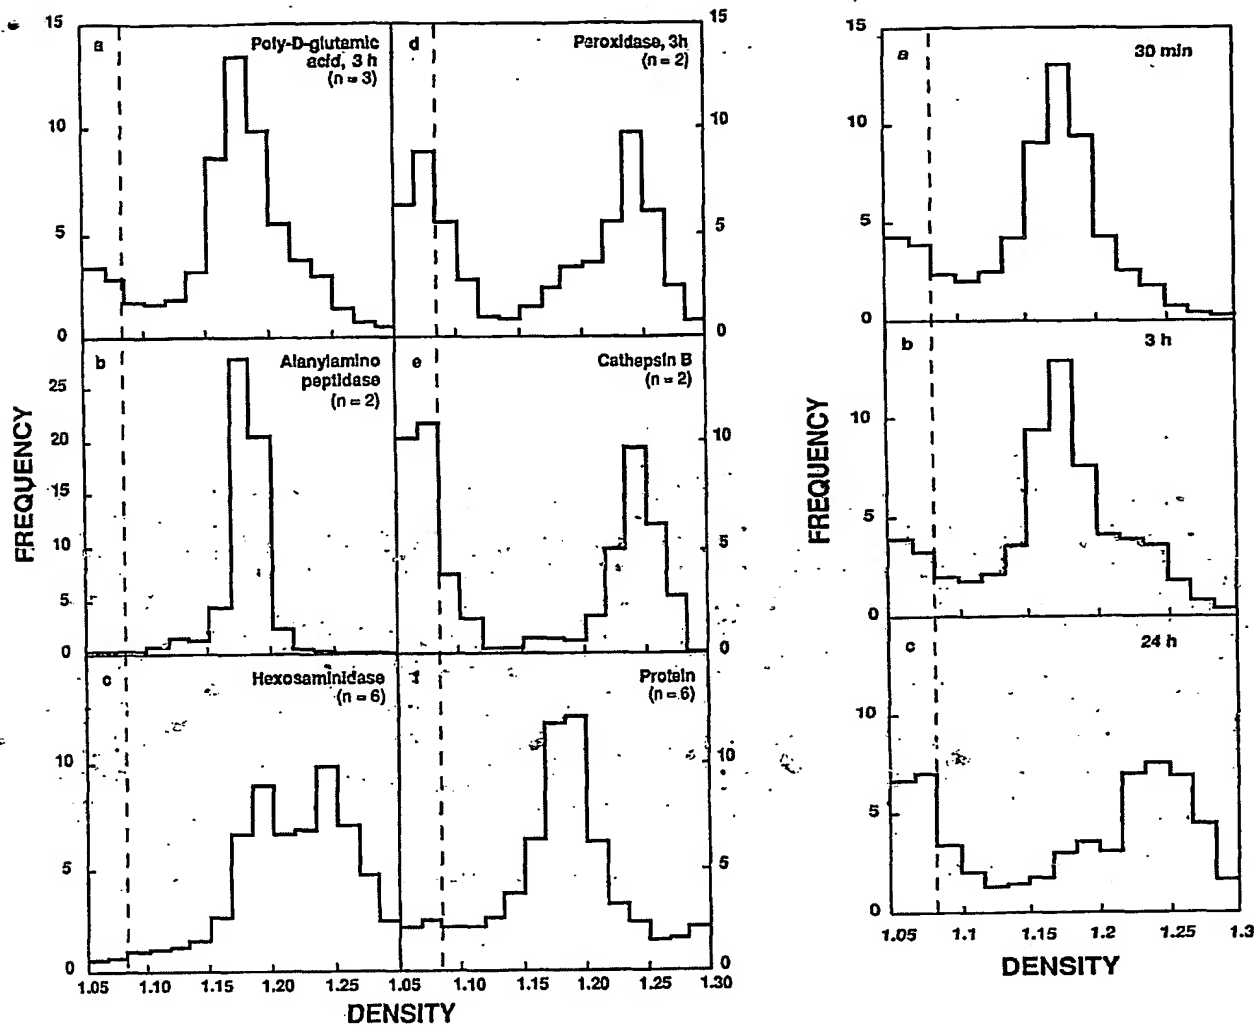 15
a
Poly-D-glutamic
acid, 3 h
(n = 3)
10
5
0
d
Peroxidase, 3h
(n = 2)
15
10
5
0
b
Alanylamino
peptidase
(n = 2)
25
20
15
10
5
0
e
Cathepsin B
(n = 2)
10
5
0
c
Hexosaminidase
(n = 6)
10
5
0
f
Protein
(n = 6)
10
5
0
FREQUENCY
1.05 1.10 1.15 1.20 1.25 1.05 1.10 1.15 1.20 1.25 1.30
DENSITY
15
a
30 min
10
5
0
b
3 h
10
5
0
c
24 h
10
5
0
FREQUENCY
1.05 1.1 1.15 1.2 1.25 1.3
DENSITY